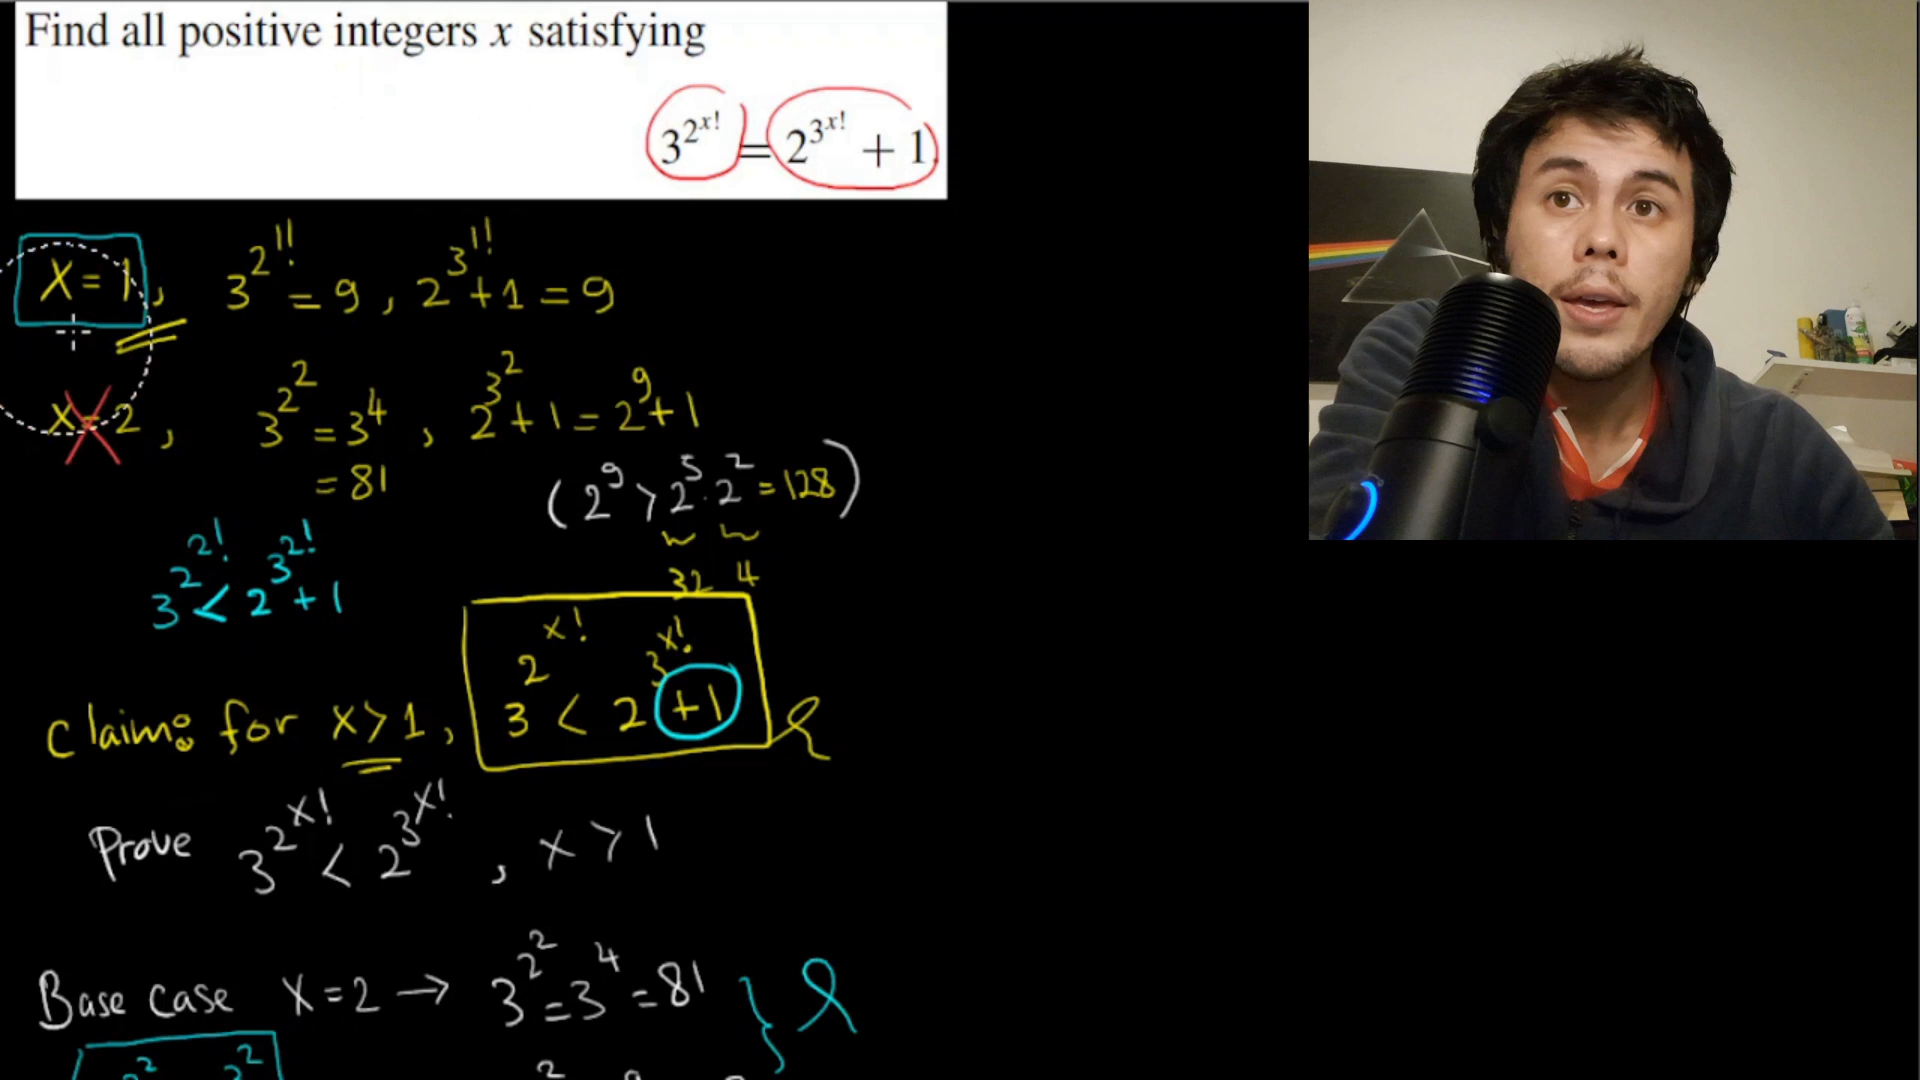 Find all positive integers x satisfying
3^{2^{x!}} = 2^{3^{x!}} + 1.
X=1, 3^{2^{1!}} = 9, 2^{3^{1!}} + 1 = 9
x=2, 3^{2^2} = 3^4, 2^{3^2} + 1 = 2^9 + 1
= 81
(2^9 > 2^5 · 2^2 = 128)
32 4
3^{2^{2!}} < 2^{3^{2!}} + 1
Claim: for x > 1, 3^{2^{x!}} < 2^{3^{x!}} + 1
Prove 3^{2^{x!}} < 2^{3^{x!}}, x > 1
Base case X=2 → 3^{2^2} = 3^4 = 81